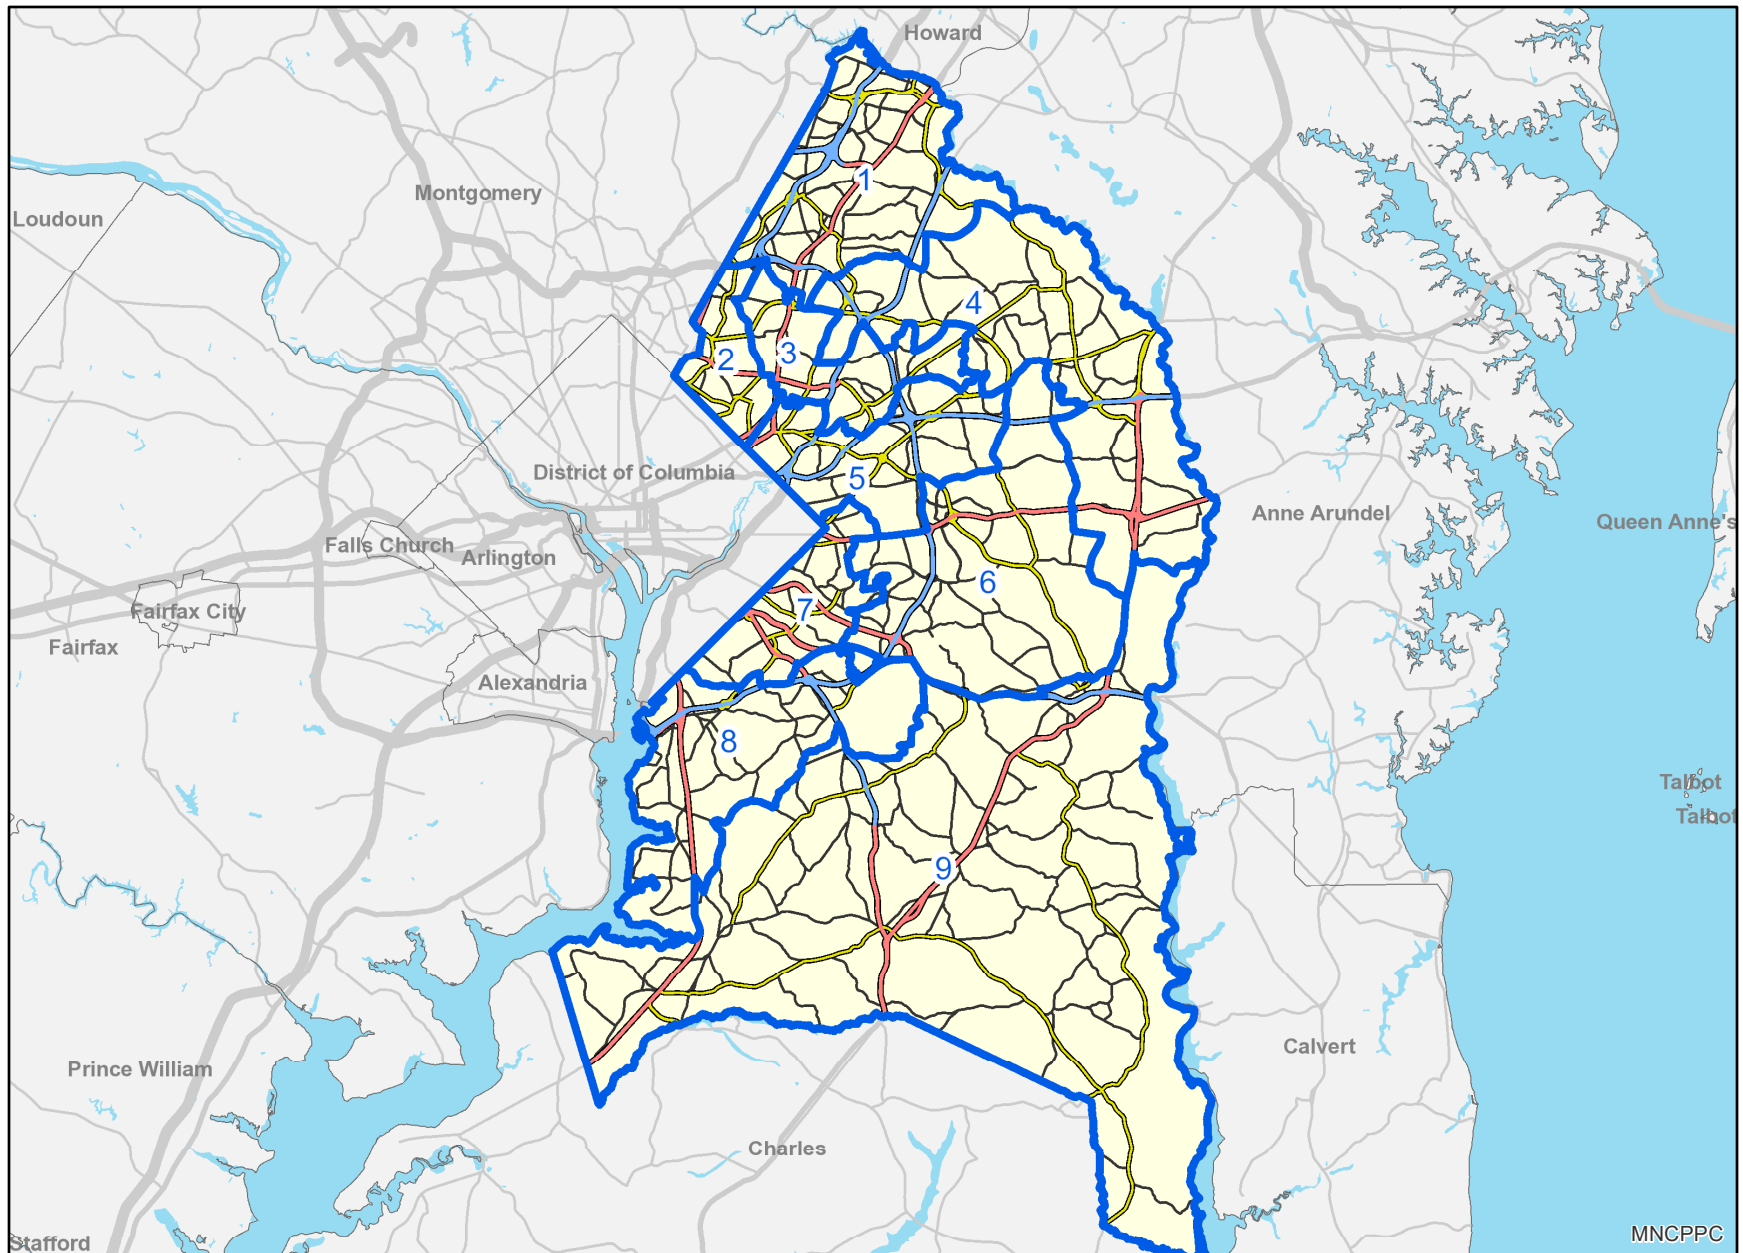 Howard
1
Montgomery
Loudoun
4
3
2
District of Columbia
5
Anne Arundel
Queen Anne's
Falls Church
Arlington
6
Fairfax City
7
Fairfax
Alexandria
8
Talbot
Talbot
9
Calvert
Prince William
Charles
MNCPPC
Stafford